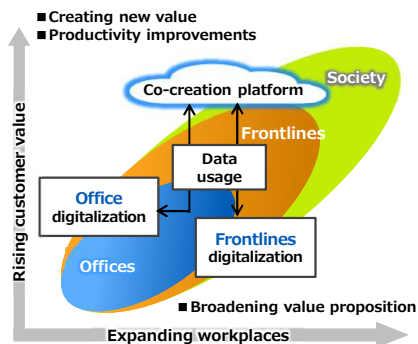 ■ Creating new value
■ Productivity improvements
Society
Co-creation platform
Frontlines
Data
usage
Office
digitalization
Frontlines
digitalization
Offices
■ Broadening value proposition
Rising customer value
Expanding workplaces